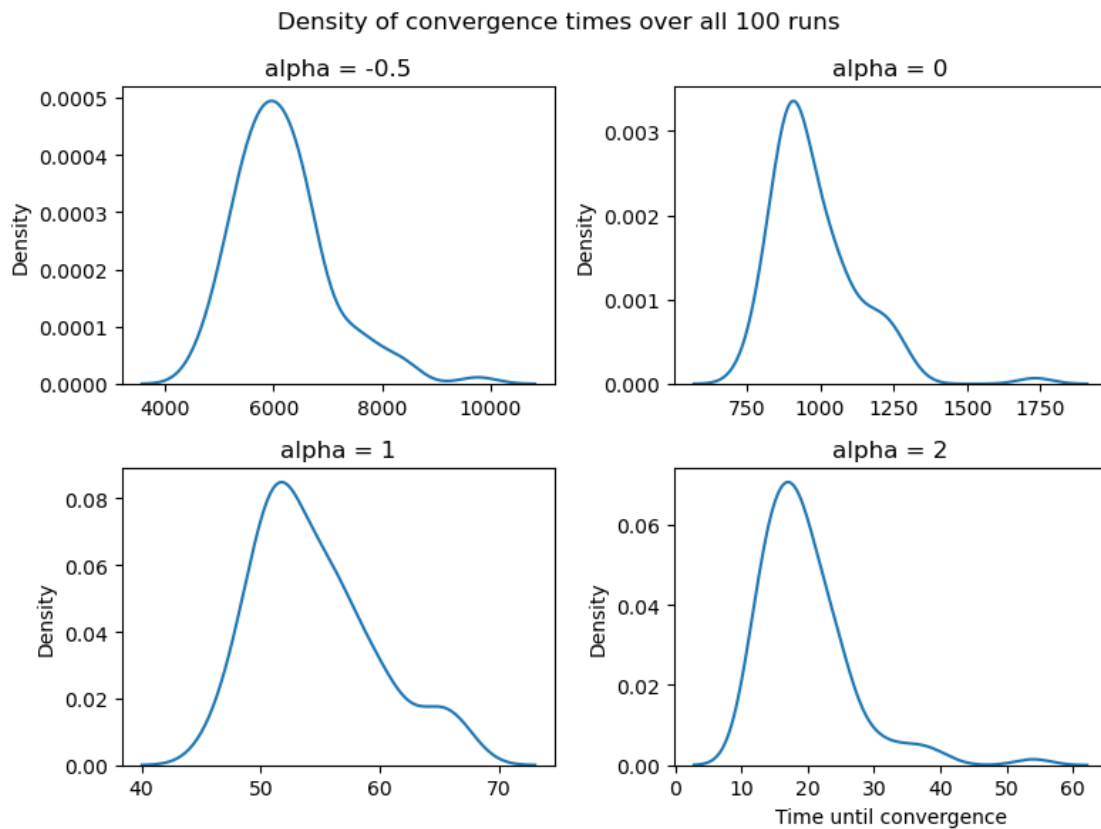 Density of convergence times over all 100 runs
alpha = -0.5
Density
0.0005
0.0004
0.0003
0.0002
0.0001
0.0000
4000 6000 8000 10000
alpha = 0
Density
0.003
0.002
0.001
0.000
750 1000 1250 1500 1750
alpha = 1
Density
0.08
0.06
0.04
0.02
0.00
40 50 60 70
alpha = 2
Density
0.06
0.04
0.02
0.00
0 10 20 30 40 50 60
Time until convergence